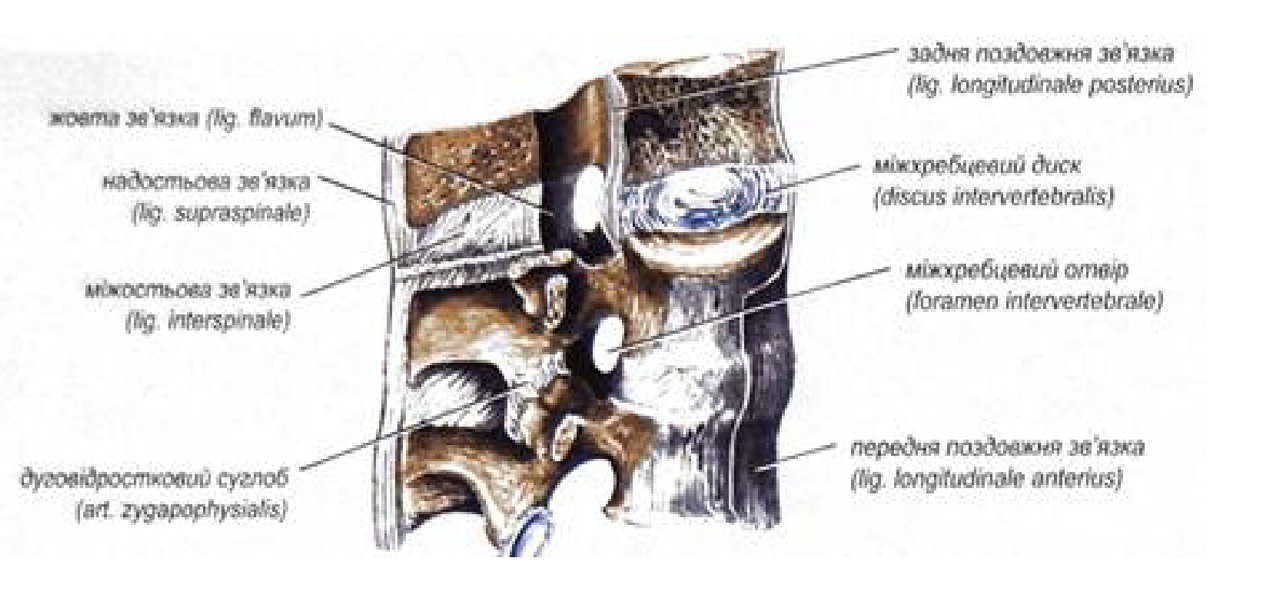 жовта зв'язка (lig. flavum)
надостьова зв'язка
(lig. supraspinale)
міжостьова зв'язка
(lig. interspinale)
дуговідростковий суглоб
(art. zygapophysialis)
задня поздовжня зв'язка
(lig. longitudinale posterius)
міжхребцевий диск
(discus intervertebralis)
міжхребцевий отвір
(foramen intervertebrale)
передня поздовжня зв'язка
(lig. longitudinale anterius)